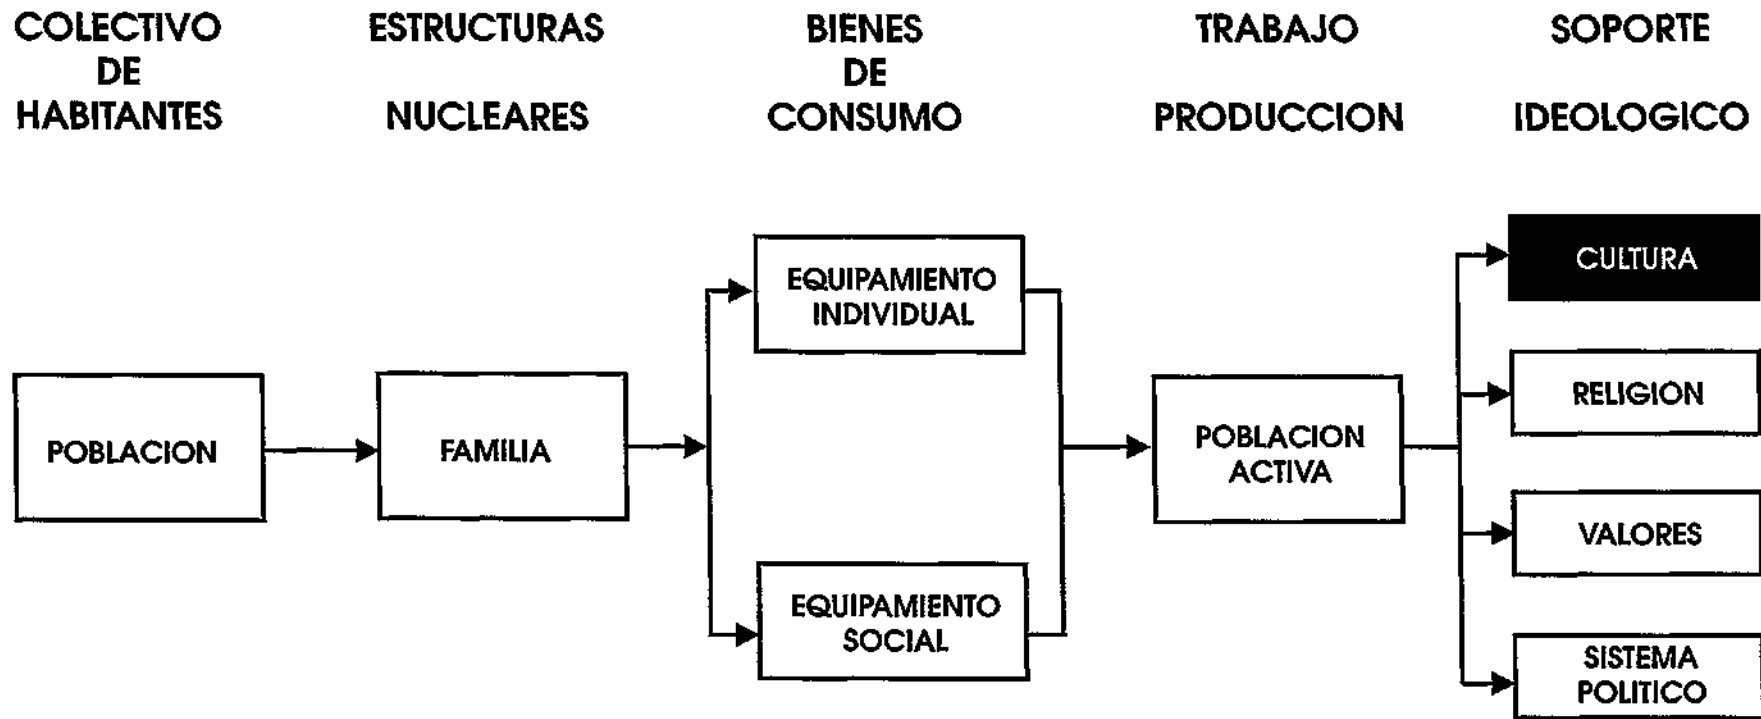 COLECTIVO
DE
HABITANTES
ESTRUCTURAS
NUCLEARES
BIENES
DE
CONSUMO
TRABAJO
PRODUCCION
SOPORTE
IDEOLOGICO
POBLACION
FAMILIA
EQUIPAMIENTO
INDIVIDUAL
EQUIPAMIENTO
SOCIAL
POBLACION
ACTIVA
CULTURA
RELIGION
VALORES
SISTEMA
POLITICO